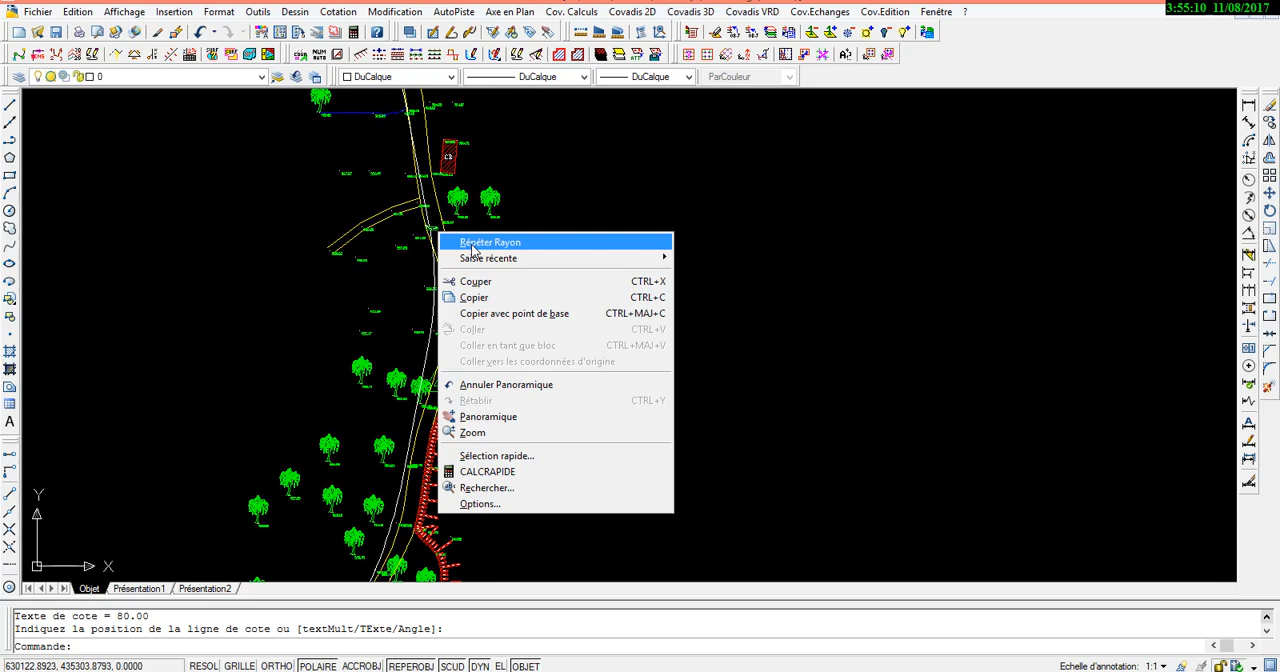 3:55:10 11/08/2017
Fichier Edition Affichage Insertion Format Outils Dessin Cotation Modification AutoPiste Axe en Plan Cov. Calculs Covadis 2D Covadis 3D Covadis VRD Cov.Echanges Cov.Edition Fenêtre ?
0 DuCalque DuCalque DuCalque ParCouleur
CB
Répéter Rayon
Saisie récente
Couper CTRL+X
Copier CTRL+C
Copier avec point de base CTRL+MAJ+C
Coller CTRL+V
Coller en tant que bloc CTRL+MAJ+V
Coller vers les coordonnées d'origine
Annuler Panoramique
Rétablir CTRL+Y
Panoramique
Zoom
Sélection rapide...
CALCRAPIDE
Rechercher...
Options...
Y
X
Objet Présentation1 Présentation2
Texte de cote = 80.00
Indiquez la position de la ligne de cote ou [textMult/TExte/Angle]:
Commande:
630122.8923, 435303.8793, 0.0000 RESOL GRILLE ORTHO POLAIRE ACCROBJ REPEROBJ SCUD DYN EL OBJET Echelle d'annotation: 1:1